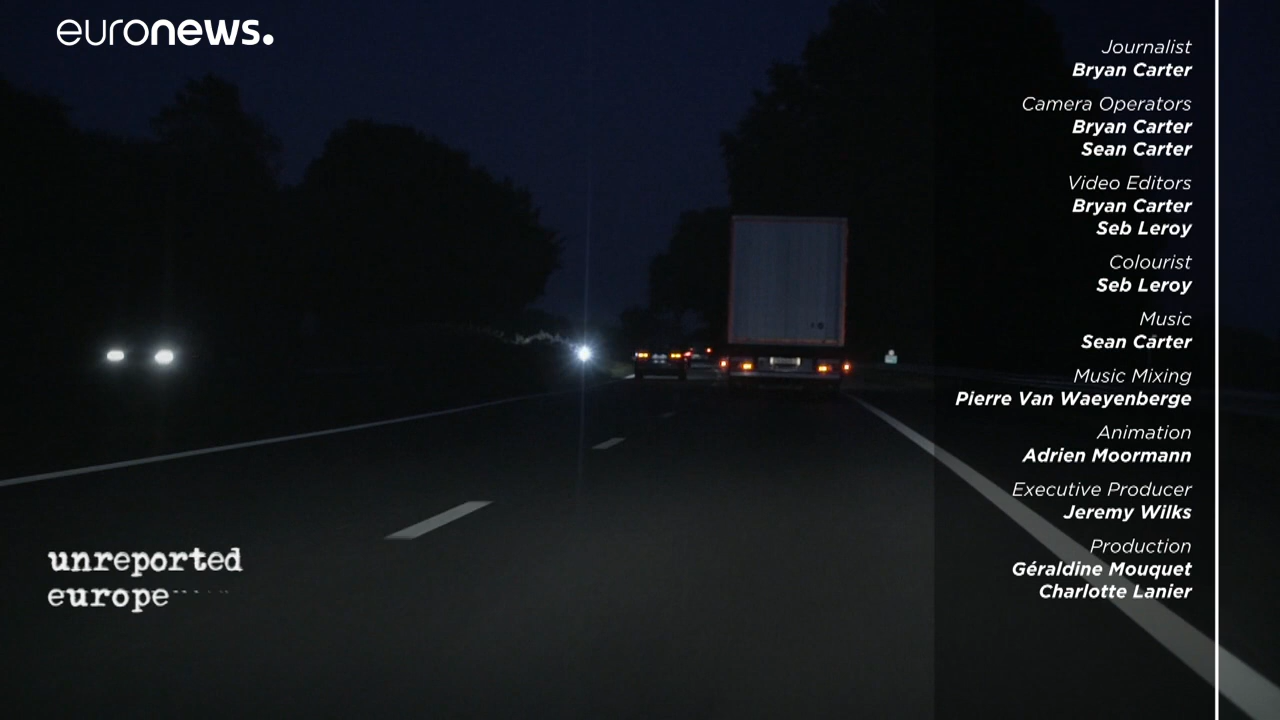 euronews.
Journalist
Bryan Carter
Camera Operators
Bryan Carter
Sean Carter
Video Editors
Bryan Carter
Seb Leroy
Colourist
Seb Leroy
Music
Sean Carter
Music Mixing
Pierre Van Waeyenberge
Animation
Adrien Moormann
Executive Producer
Jeremy Wilks
Production
Géraldine Mouquet
Charlotte Lanier
unreported
europe